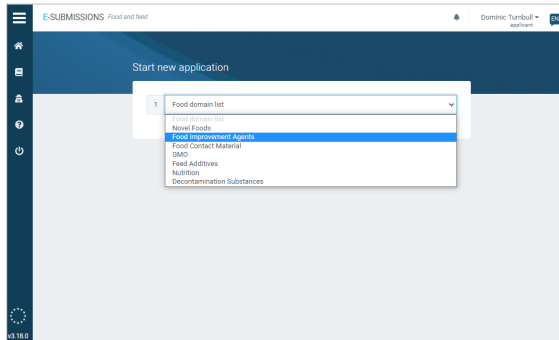 E-SUBMISSIONS Food and feed
Dominic Turnbull
applicant
EN
Start new application
1 Food domain list
Food domain list
Novel Foods
Food Improvement Agents
Food Contact Material
GMO
Feed Additives
Nutrition
Decontamination Substances
v3.18.0